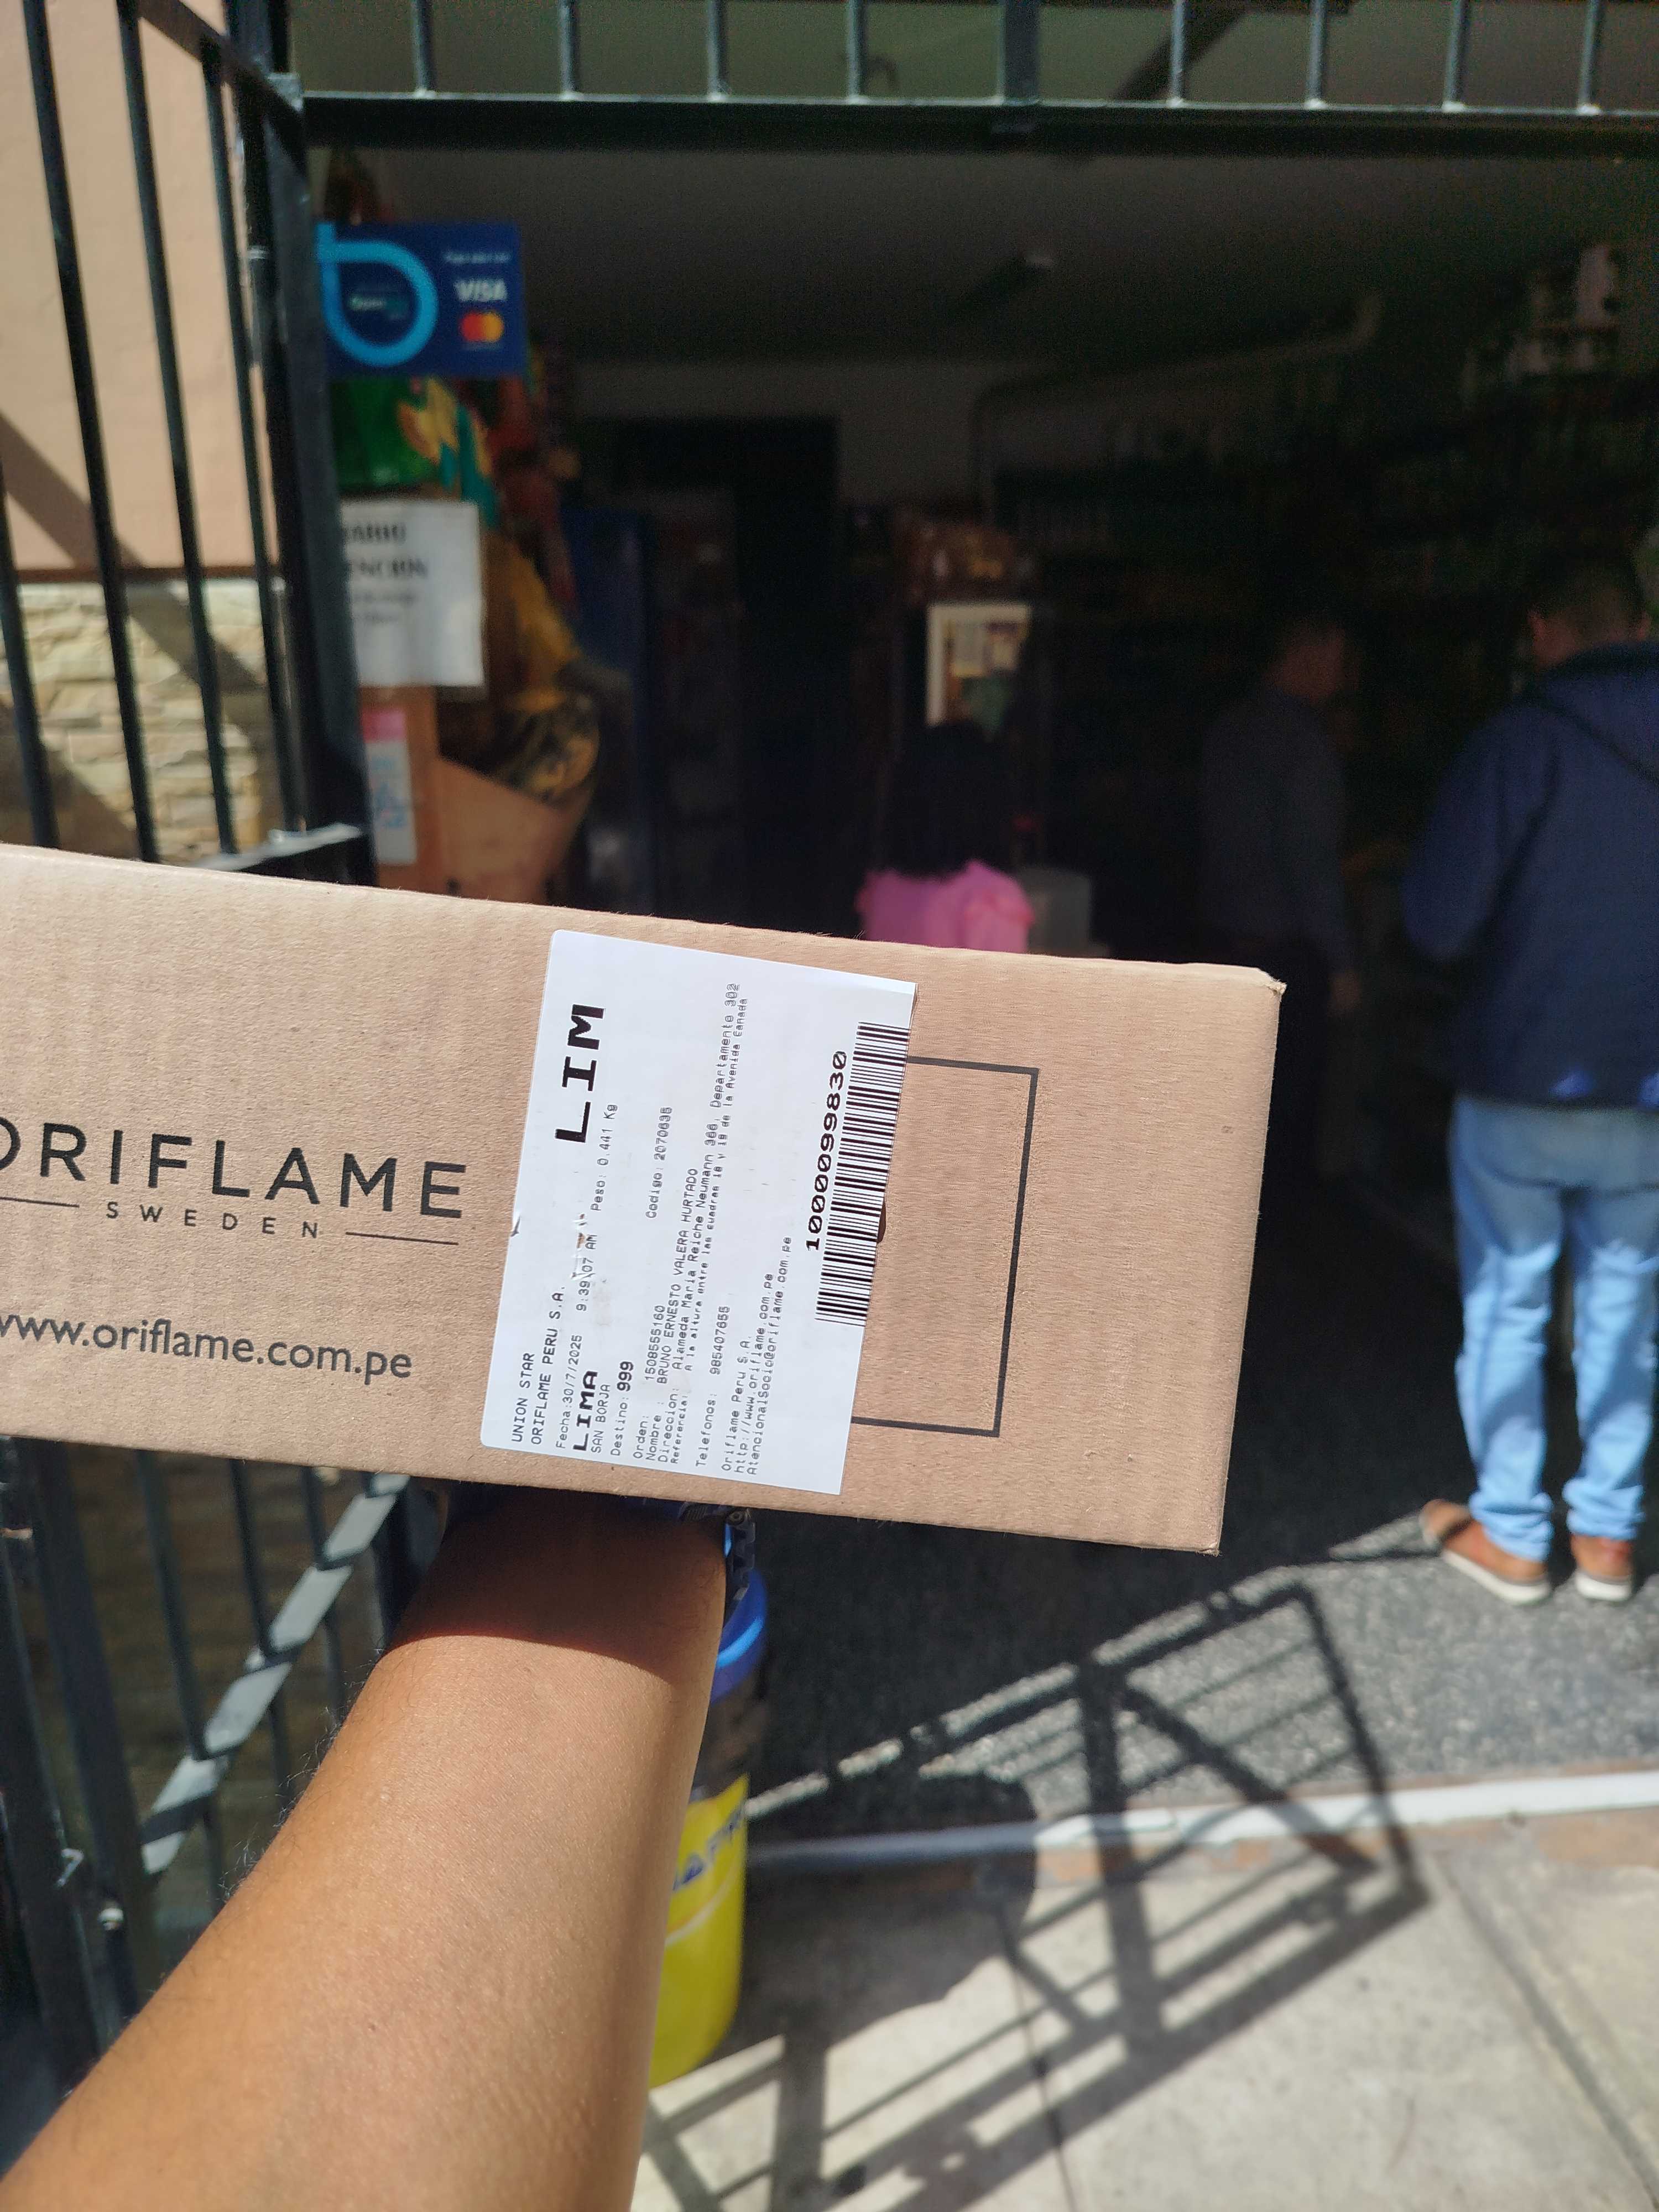 VISA
ORIFLAME
SWEDEN
www.oriflame.com.pe
UNION STAR
ORIFLAME PERU S.A.
LIM
Fecha:30/7/2025 9:39:07 AM Peso: 0.441 Kg
LIMA
SAN BORJA
Destino: 999
Orden: 1508555160 Codigo: 2070635
Nombre : BRUNO ERNESTO VALERA HURTADO
Direccion: Alameda Maria Reiche Neumann 366, Departamento 302
Referencia: A la altura entre las cuadras 18 y 19 de la Avenida Canada
Telefonos: 985407655
Oriflame Peru S.A.
http://www.oriflame.com.pe
AtencionalSocio@oriflame.com.pe
1000099830